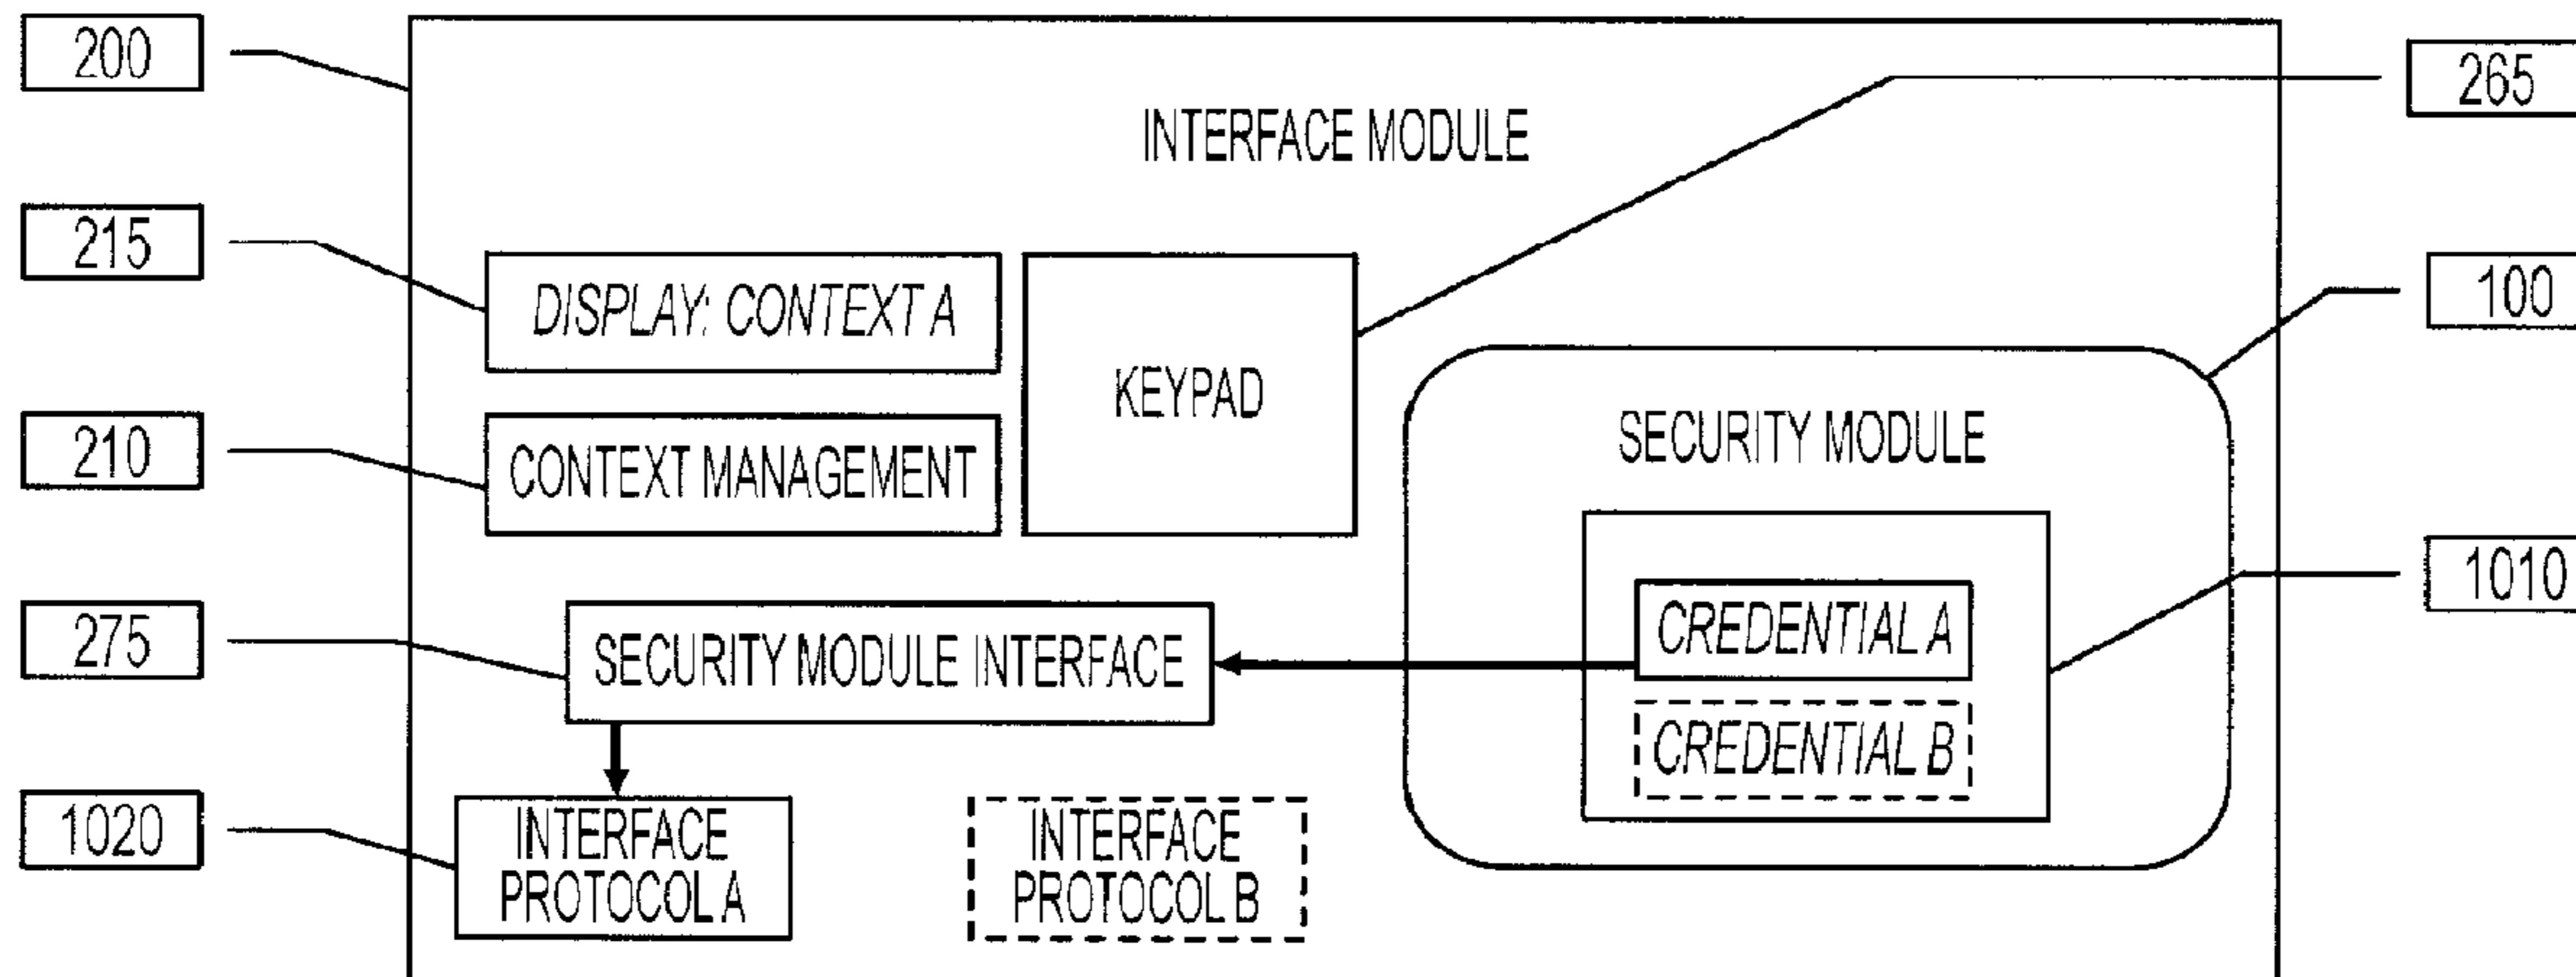 200
265
INTERFACE MODULE
215
DISPLAY: CONTEXT A
KEYPAD
100
210
CONTEXT MANAGEMENT
SECURITY MODULE
1010
275
SECURITY MODULE INTERFACE
CREDENTIAL A
CREDENTIAL B
1020
INTERFACE
PROTOCOL A
INTERFACE
PROTOCOL B